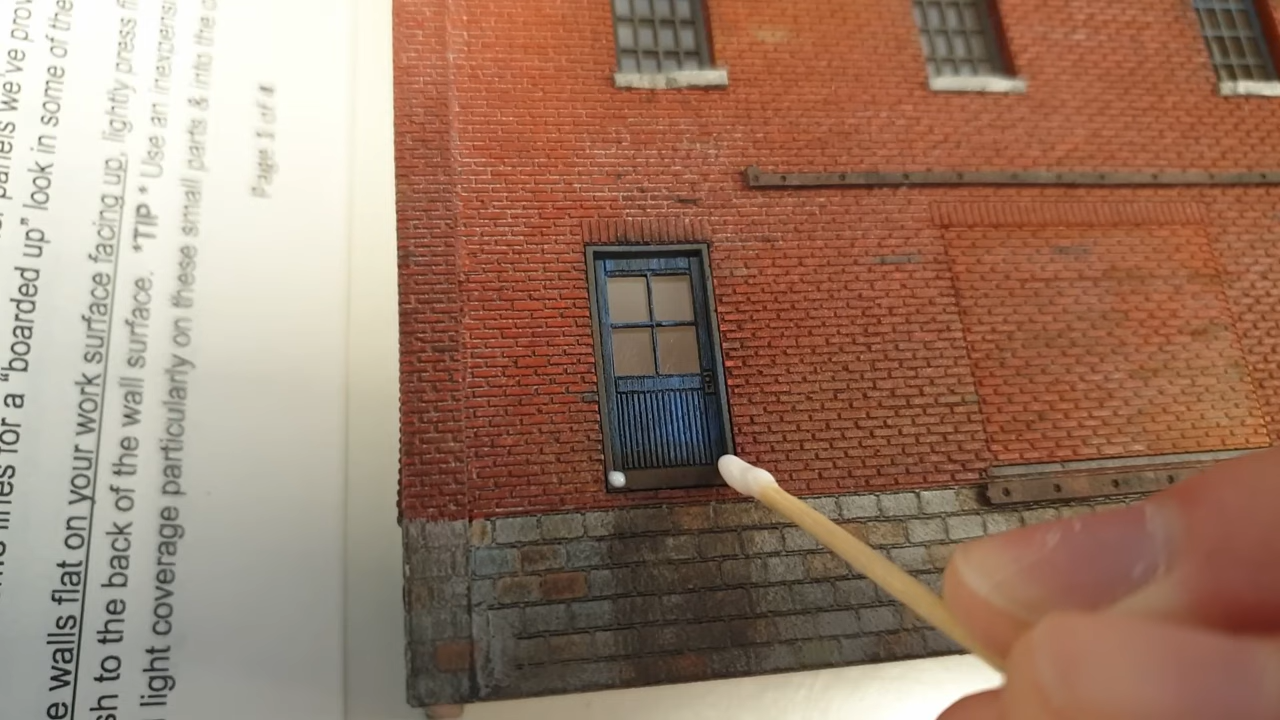 panels we've prov
lines for a "boarded up" look in some of the
e walls flat on your work surface facing up, lightly press fi
sh to the back of the wall surface. *TIP * Use an inexpensi
light coverage particularly on these small parts & into the
Page 1 of 4